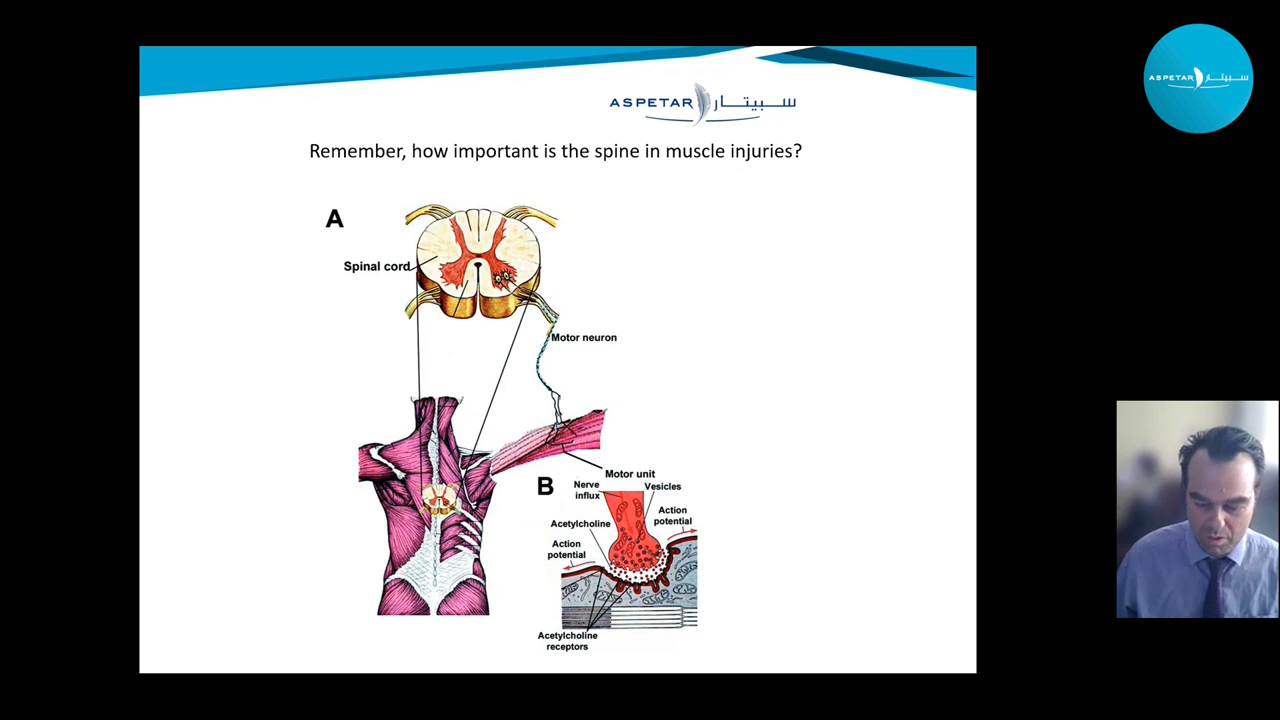 ASPETAR سبيتار
ASPETAR سبيتار
Remember, how important is the spine in muscle injuries?
A
Spinal cord
Motor neuron
Motor unit
B
Nerve
influx
Vesicles
Acetylcholine
Action
potential
Action
potential
Acetylcholine
receptors